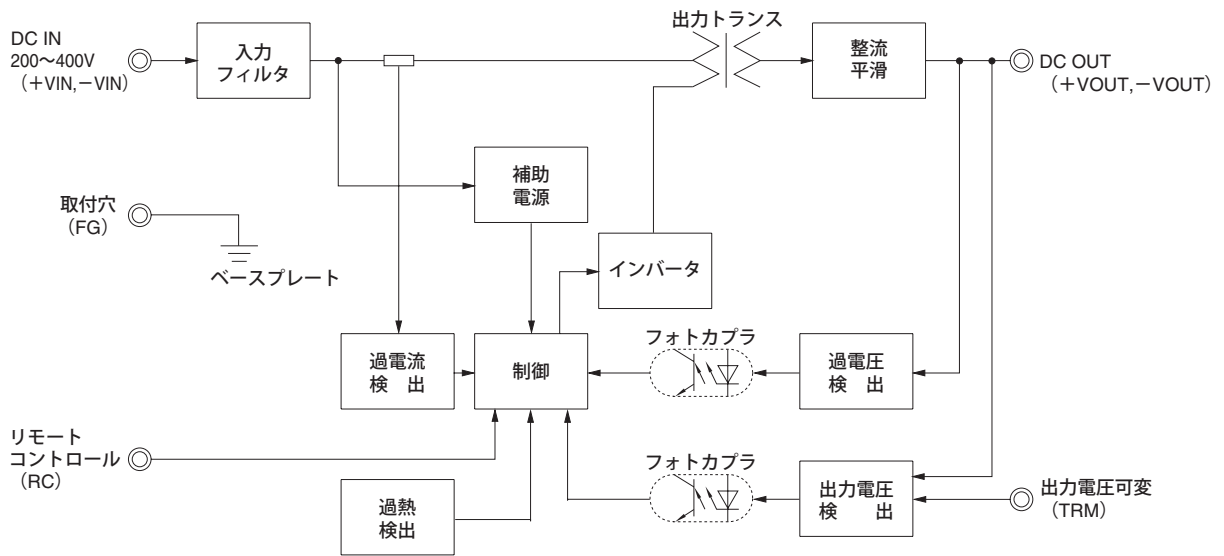 出力トランス
DC IN
200～400V
（+VIN,−VIN）
入力
フィルタ
整流
平滑
DC OUT
（+VOUT,−VOUT）
補助
電源
取付穴
（FG）
ベースプレート
インバータ
フォトカプラ
過電流
検　出
制御
過電圧
検　出
リモート
コントロール
（RC）
フォトカプラ
過熱
検出
出力電圧
検　　出
出力電圧可変
（TRM）